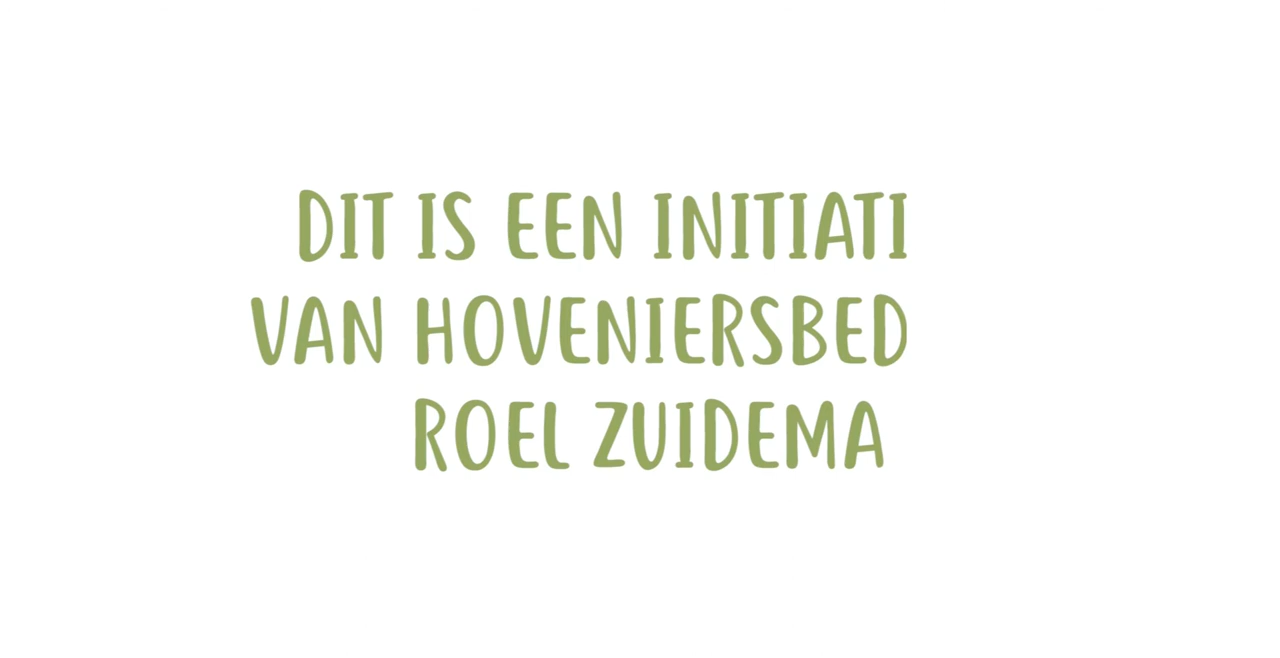 DIT IS EEN INITIATI
VAN HOVENIERSBED
ROEL ZUIDEMA